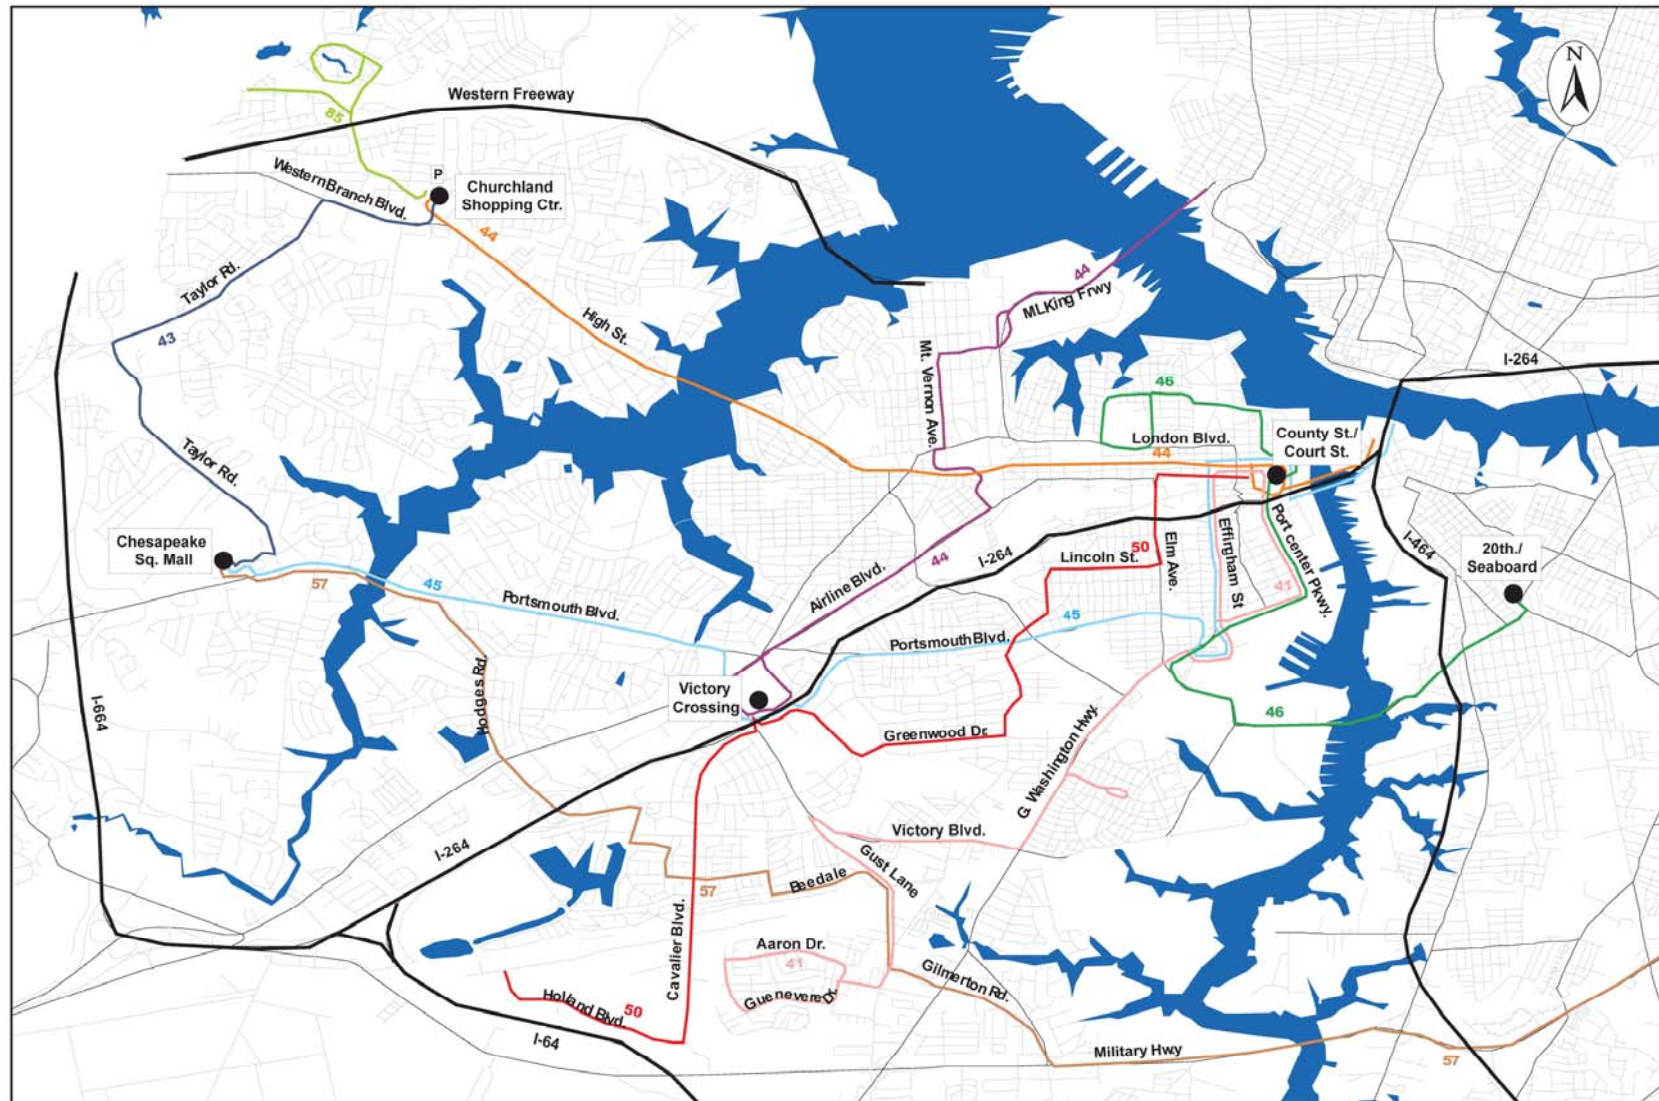 N
Western Freeway
85
Western Branch Blvd.
P
Churchland
Shopping Ctr.
44
Taylor Rd.
43
High St.
44
MLKing Frwy
Mt. Vernon Ave.
I-264
46
London Blvd.
44
County St./
Court St.
Taylor Rd.
Chesapeake
Sq. Mall
57
45
Portsmouth Blvd.
Airline Blvd.
44
I-264
Lincoln St.
50
Elm Ave.
Effingham St
Port center Pkwy.
41
I-464
20th./
Seaboard
45
Portsmouth Blvd.
Hodges Rd.
I-664
Victory
Crossing
Greenwood Dr.
46
G. Washington Hwy.
Victory Blvd.
Gust Lane
I-264
57
Beedale
Cavalier Blvd.
Aaron Dr.
41
Guenevere Dr.
Gilmerton Rd.
Holland Blvd.
50
I-64
Military Hwy
57